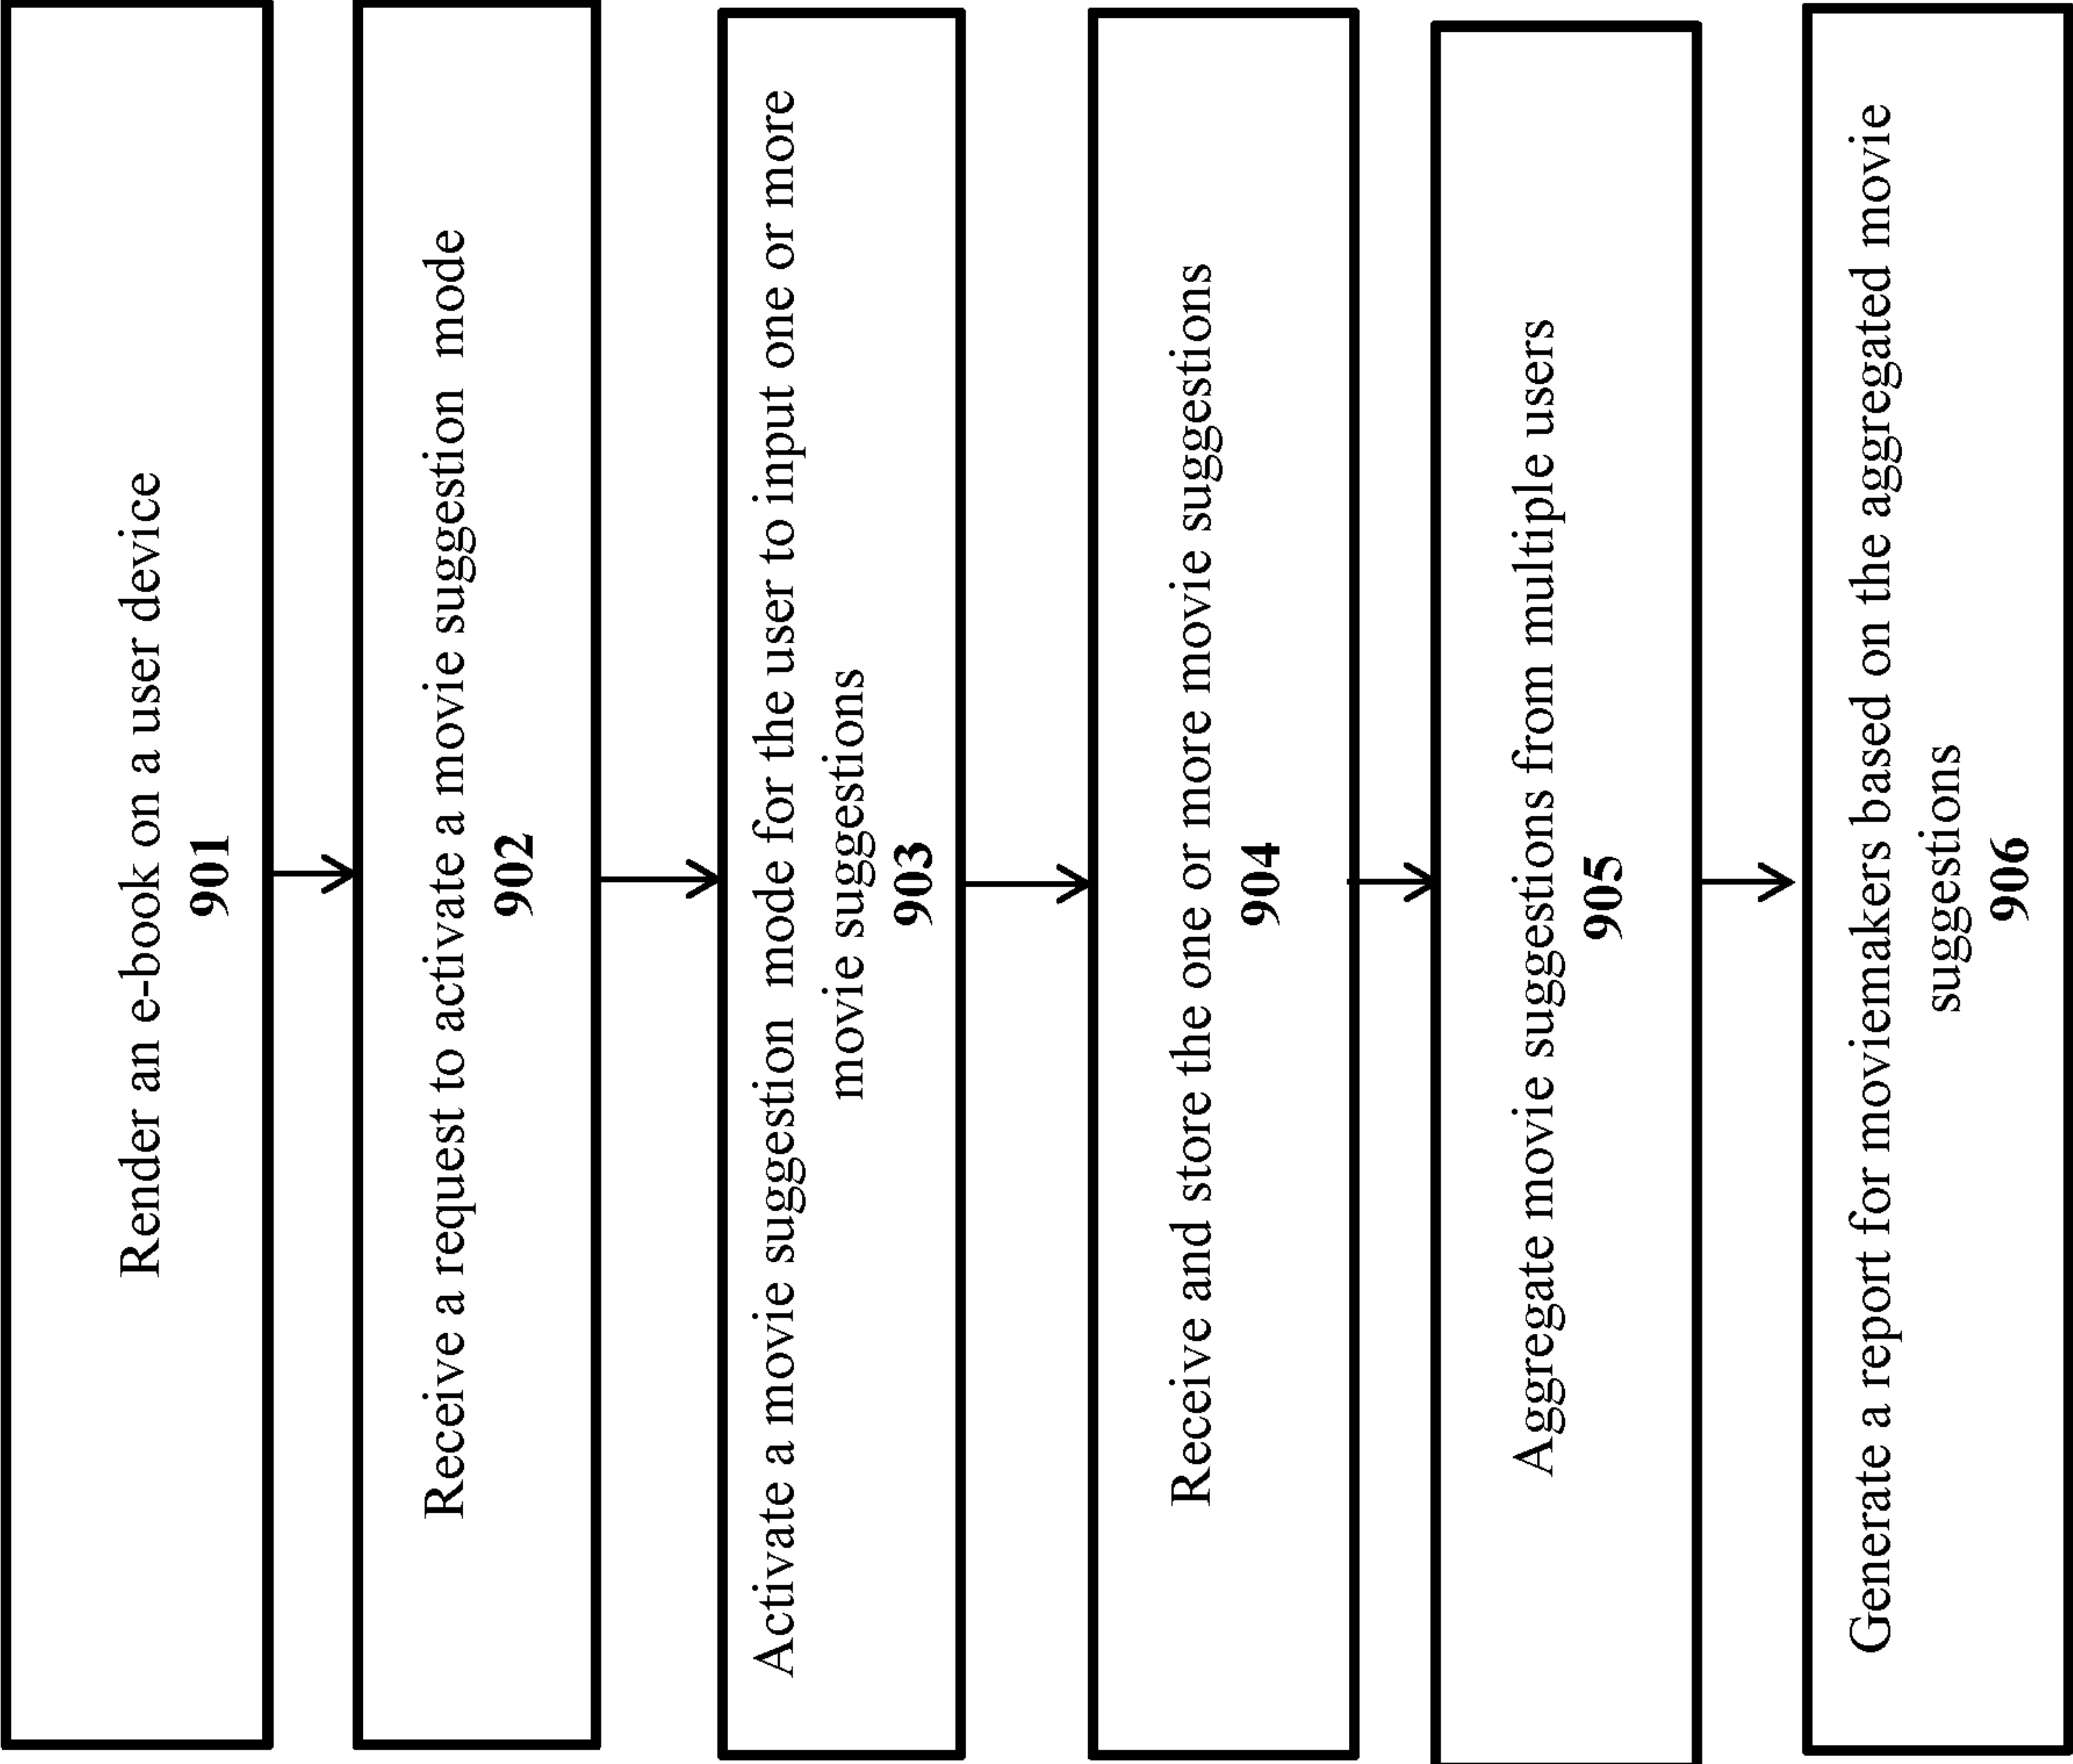 Render an e-book on a user device
901
Receive a request to activate a movie suggestion mode
902
Activate a movie suggestion mode for the user to input one or more
movie suggestions
903
Receive and store the one or more movie suggestions
904
Aggregate movie suggestions from multiple users
905
Generate a report for moviemakers based on the aggregated movie
suggestions
906